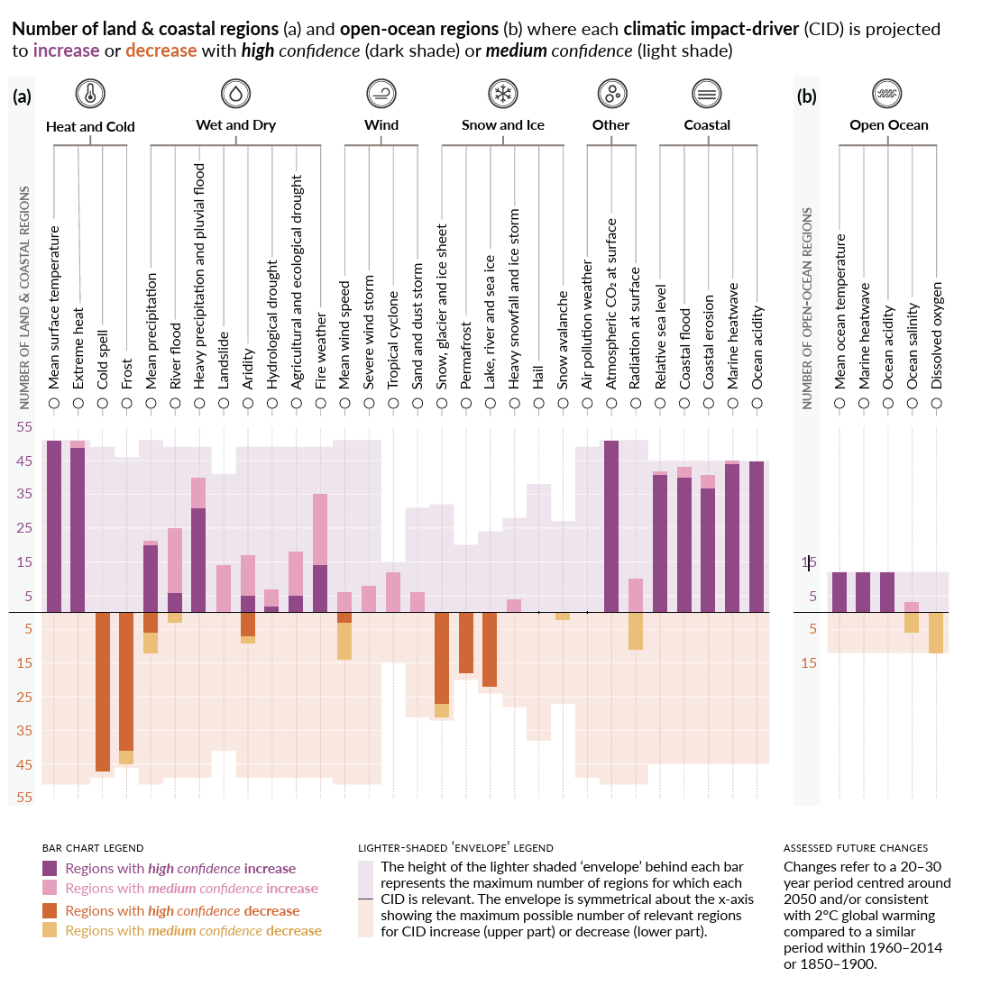 Number of land & coastal regions (a) and open-ocean regions (b) where each climatic impact-driver (CID) is projected
to increase or decrease with high confidence (dark shade) or medium confidence (light shade)
(a)
Heat and Cold
Wet and Dry
Wind
Snow and Ice
Other
Coastal
(b)
Open Ocean
NUMBER OF LAND & COASTAL REGIONS
Mean surface temperature
Extreme heat
Cold spell
Frost
Mean precipitation
River flood
Heavy precipitation and pluvial flood
Landslide
Aridity
Hydrological drought
Agricultural and ecological drought
Fire weather
Mean wind speed
Severe wind storm
Tropical cyclone
Sand and dust storm
Snow, glacier and ice sheet
Permafrost
Lake, river and sea ice
Heavy snowfall and ice storm
Hail
Snow avalanche
Air pollution weather
Atmospheric CO₂ at surface
Radiation at surface
Relative sea level
Coastal flood
Coastal erosion
Marine heatwave
Ocean acidity
NUMBER OF OPEN-OCEAN REGIONS
Mean ocean temperature
Marine heatwave
Ocean acidity
Ocean salinity
Dissolved oxygen
55
45
35
25
15
5
5
15
25
35
45
55
15
5
5
15
BAR CHART LEGEND
Regions with high confidence increase
Regions with medium confidence increase
Regions with high confidence decrease
Regions with medium confidence decrease
LIGHTER-SHADED ‘ENVELOPE’ LEGEND
The height of the lighter shaded ‘envelope’ behind each bar
represents the maximum number of regions for which each
CID is relevant. The envelope is symmetrical about the x-axis
showing the maximum possible number of relevant regions
for CID increase (upper part) or decrease (lower part).
ASSESSED FUTURE CHANGES
Changes refer to a 20–30
year period centred around
2050 and/or consistent
with 2°C global warming
compared to a similar
period within 1960–2014
or 1850–1900.